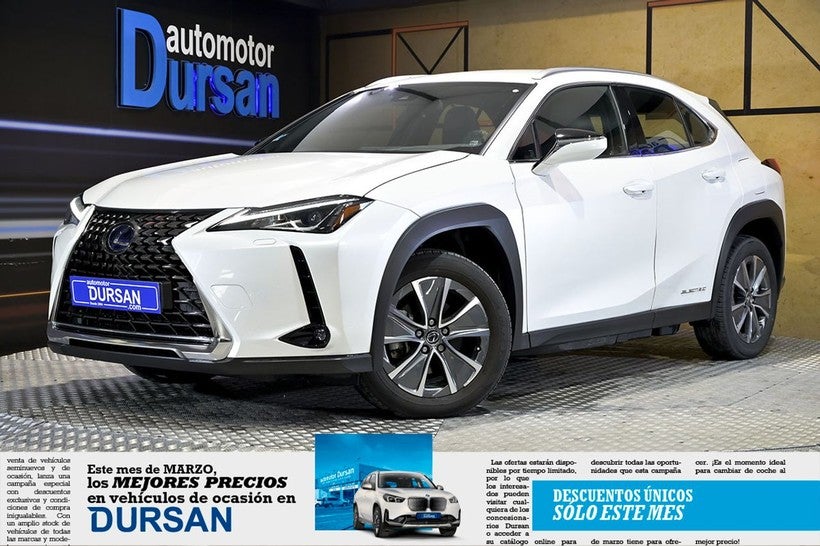 automotor
Dursan
automotor
DURSAN
.com
ELECTRIC
venta de vehículos
seminuevos y de
ocasión, lanza una
campaña especial
con descuentos
exclusivos y condi-
ciones de compra
inigualables. Con
un amplio stock de
vehículos de todas
las marcas y mode-
Este mes de MARZO,
los MEJORES PRECIOS
en vehículos de ocasión en
DURSAN
automotor Dursan
Las ofertas estarán dispo-
nibles por tiempo limitado,
por lo que
los interesa-
dos pueden
visitar cual-
quiera de los
concesiona-
rios Dursan
o acceder a
su catálogo online para
descubrir todas las oportu-
nidades que esta campaña
de marzo tiene para ofre-
cer. ¡Es el momento ideal
para cambiar de coche al
mejor precio!
DESCUENTOS ÚNICOS
SÓLO ESTE MES